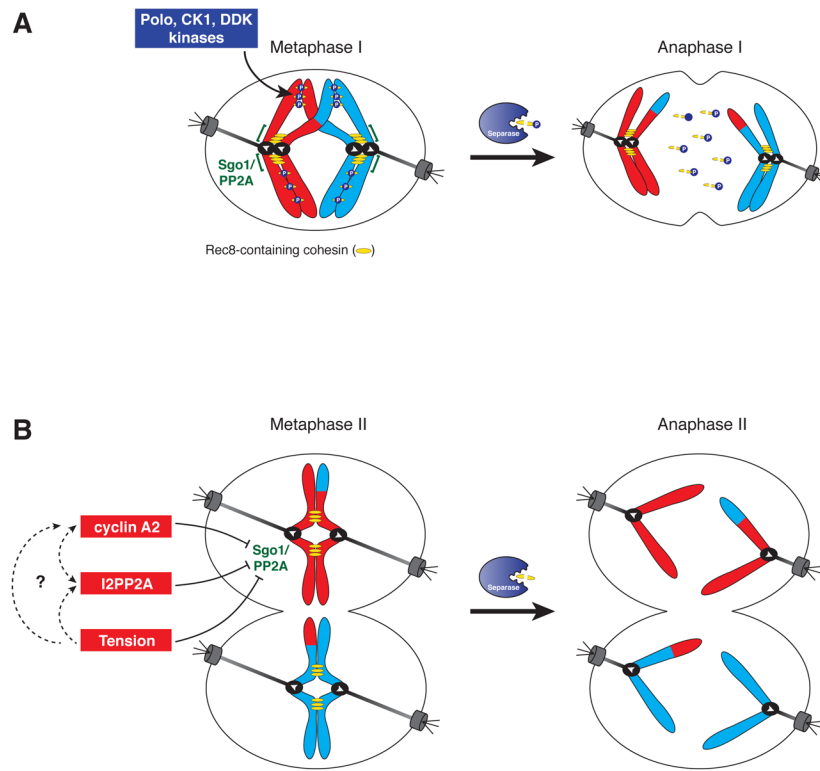 A
Polo, CK1, DDK
kinases
Metaphase I
Anaphase I
P
P
P
P
P
P
Separase
P
Sgo1/
PP2A
P
P
P
P
P
P
P
P
P
P
P
P
P
Rec8-containing cohesin ( )
B
Metaphase II
Anaphase II
cyclin A2
Sgo1/
PP2A
?
I2PP2A
Separase
Tension